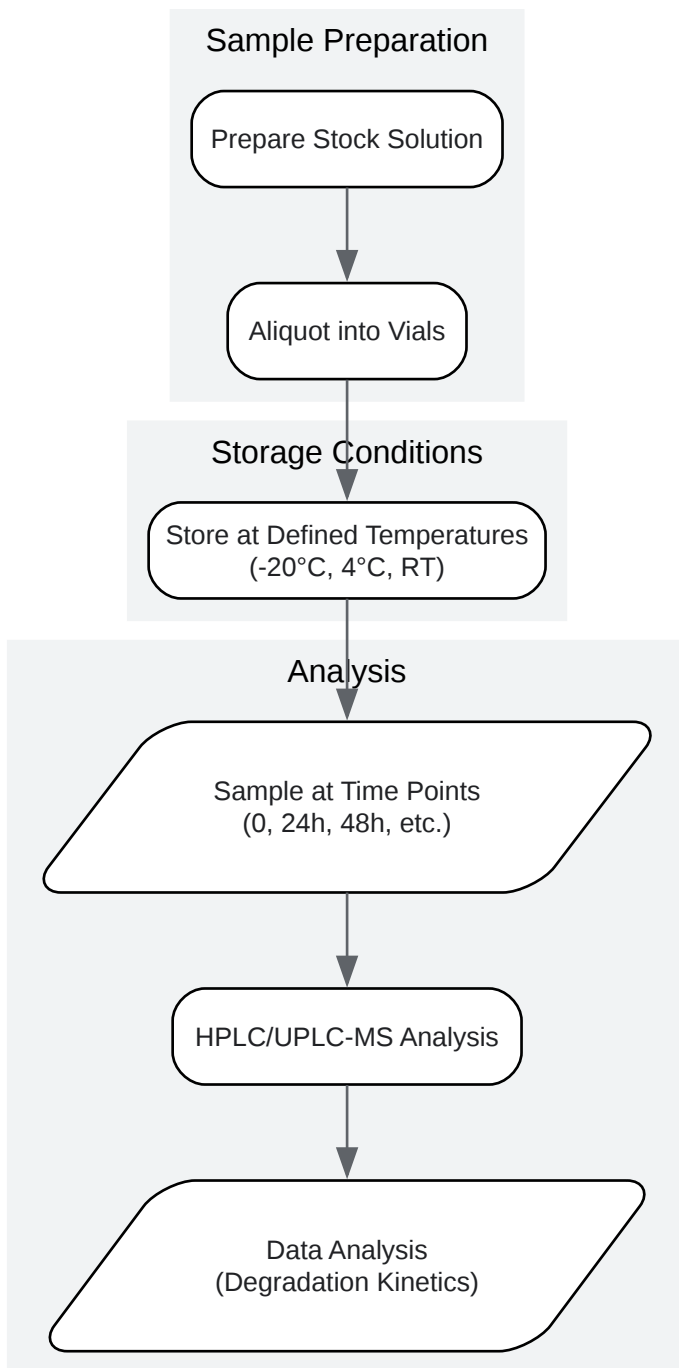 Sample Preparation
Prepare Stock Solution
Aliquot into Vials
Storage Conditions
Store at Defined Temperatures
(-20°C, 4°C, RT)
Analysis
Sample at Time Points
(0, 24h, 48h, etc.)
HPLC/UPLC-MS Analysis
Data Analysis
(Degradation Kinetics)